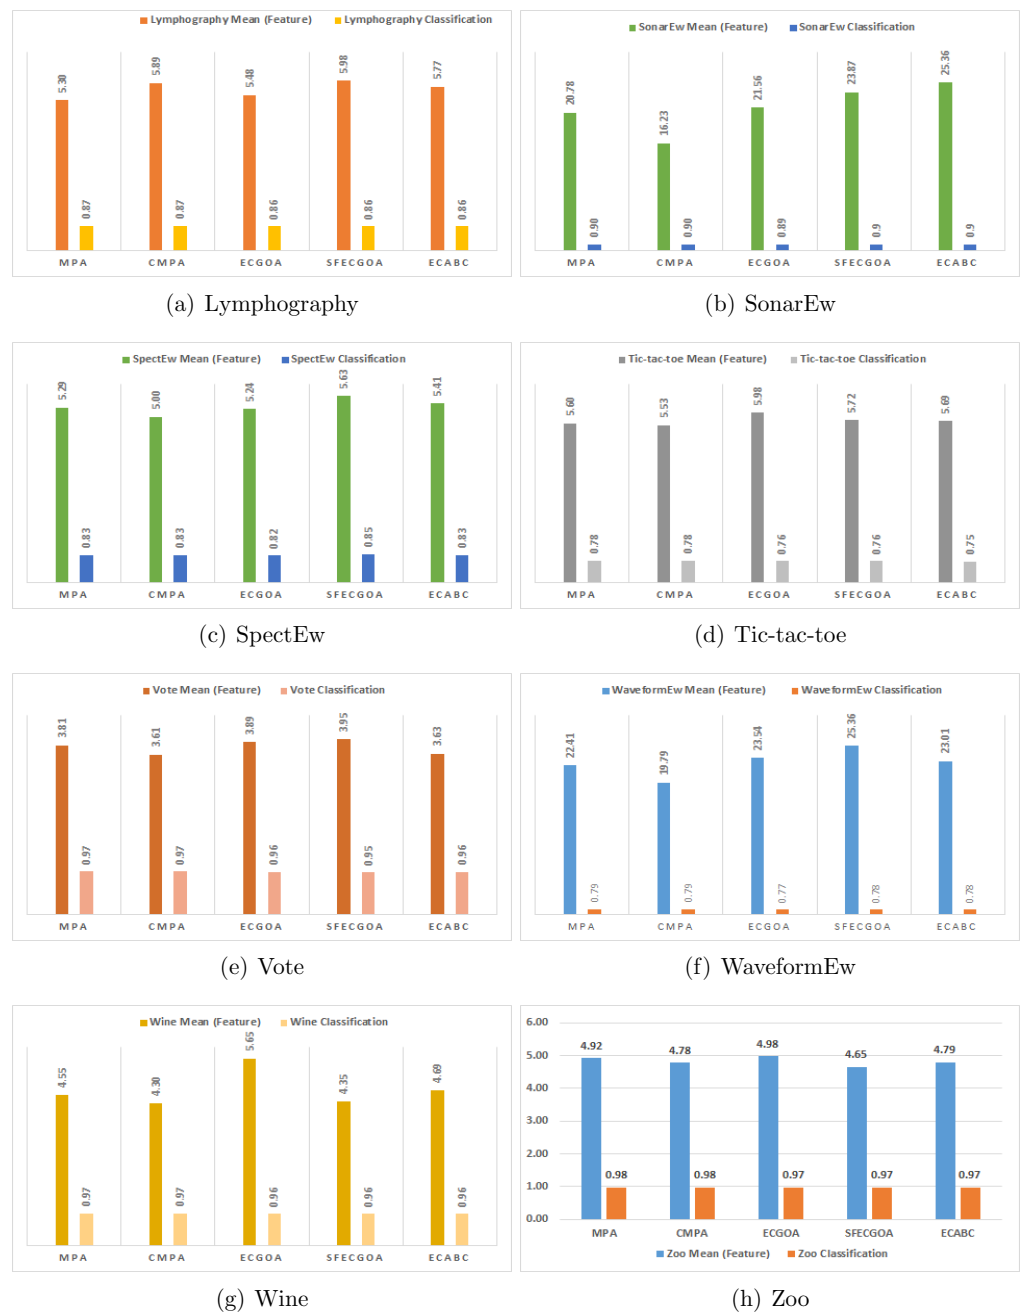 Lymphography Mean (Feature) Lymphography Classification
5.30 0.87 5.89 0.87 5.48 0.86 5.98 0.86 5.77 0.86
MPA CMPA ECGOA SFECGOA ECABC
(a) Lymphography
SonarEw Mean (Feature) SonarEw Classification
20.78 0.90 16.23 0.90 21.56 0.89 23.87 0.9 25.36 0.9
MPA CMPA ECGOA SFECGOA ECABC
(b) SonarEw
SpectEw Mean (Feature) SpectEw Classification
5.29 0.83 5.00 0.83 5.24 0.82 5.63 0.85 5.41 0.83
MPA CMPA ECGOA SFECGOA ECABC
(c) SpectEw
Tic-tac-toe Mean (Feature) Tic-tac-toe Classification
5.60 0.78 5.53 0.78 5.98 0.76 5.72 0.76 5.69 0.75
MPA CMPA ECGOA SFECGOA ECABC
(d) Tic-tac-toe
Vote Mean (Feature) Vote Classification
3.81 0.97 3.61 0.97 3.89 0.96 3.95 0.95 3.63 0.96
MPA CMPA ECGOA SFECGOA ECABC
(e) Vote
WaveformEw Mean (Feature) WaveformEw Classification
22.41 0.79 19.79 0.79 23.54 0.77 25.36 0.78 23.01 0.78
MPA CMPA ECGOA SFECGOA ECABC
(f) WaveformEw
Wine Mean (Feature) Wine Classification
4.55 0.97 4.30 0.97 5.65 0.96 4.35 0.96 4.69 0.96
MPA CMPA ECGOA SFECGOA ECABC
(g) Wine
6.00
5.00
4.00
3.00
2.00
1.00
0.00
4.92 0.98 4.78 0.98 4.98 0.97 4.65 0.97 4.79 0.97
MPA CMPA ECGOA SFECGOA ECABC
Zoo Mean (Feature) Zoo Classification
(h) Zoo